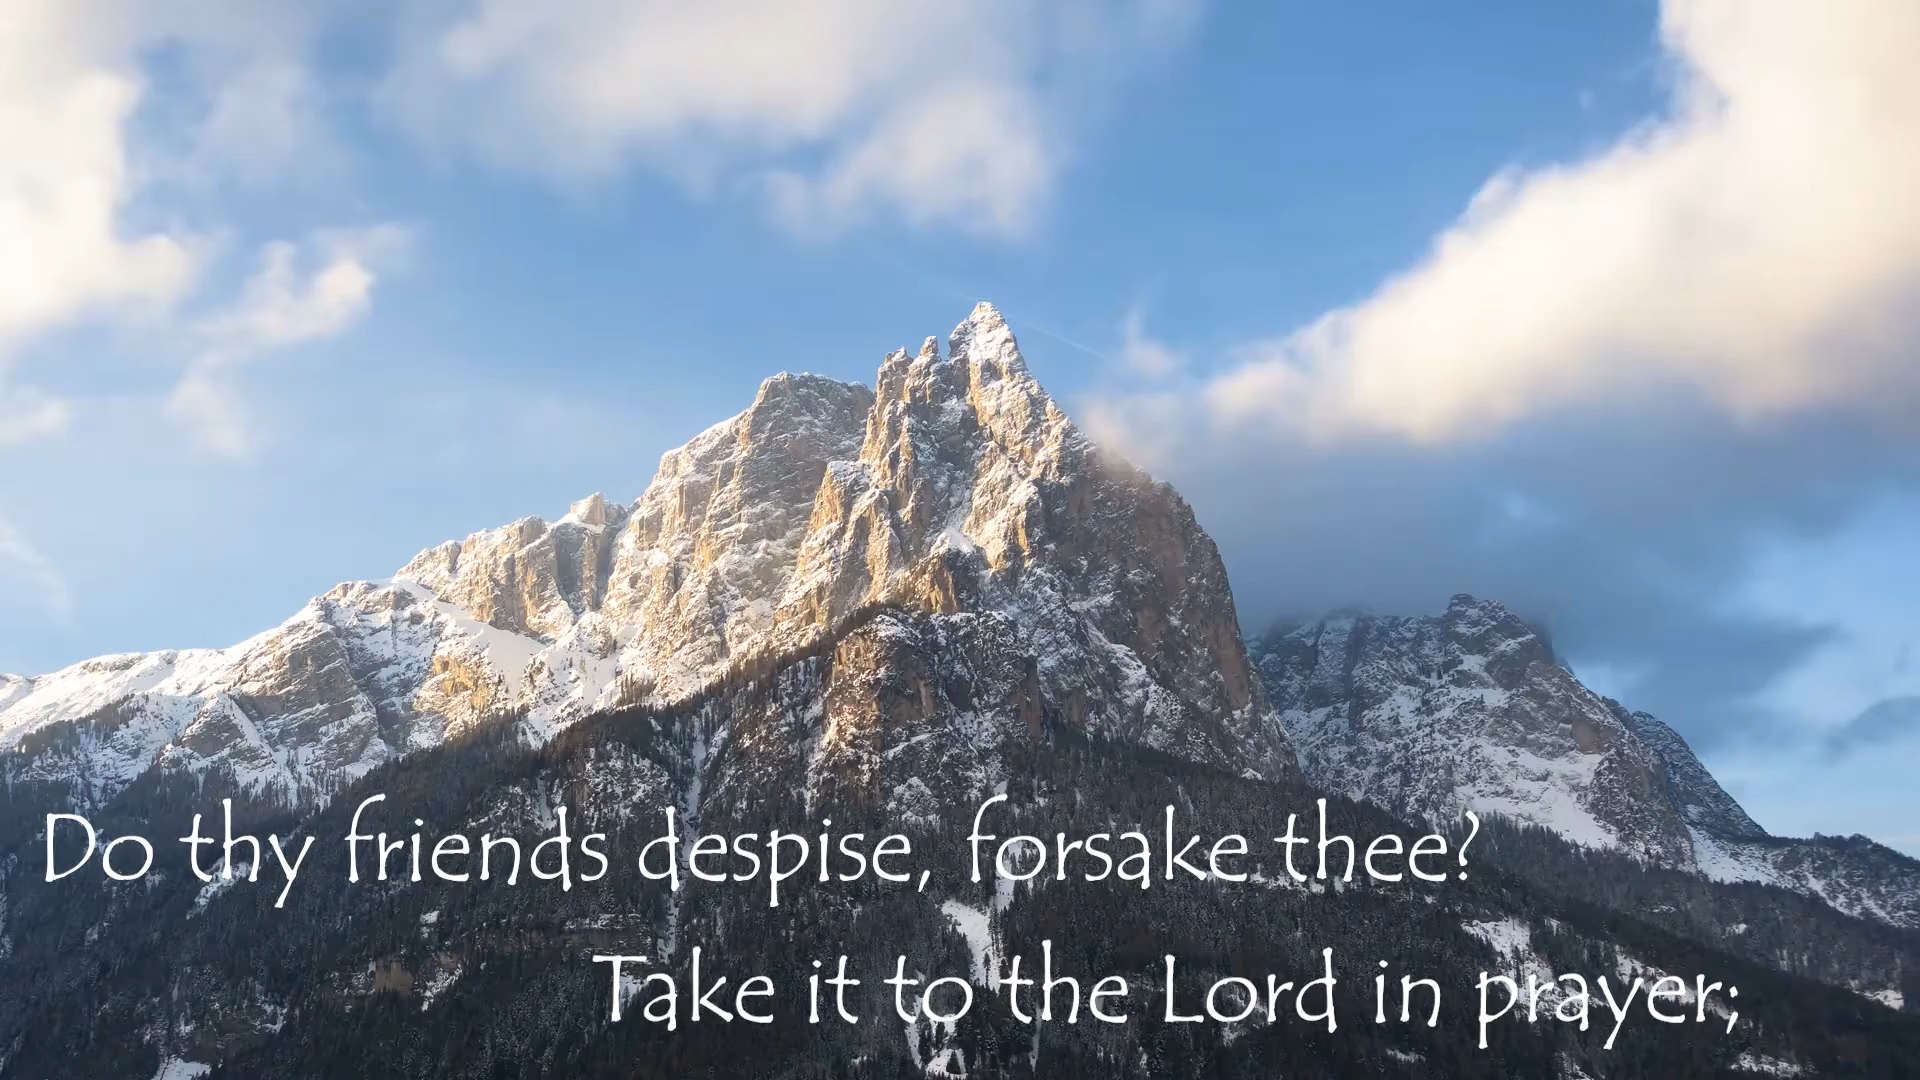 Do thy friends despise, forsake thee?
Take it to the Lord in prayer;